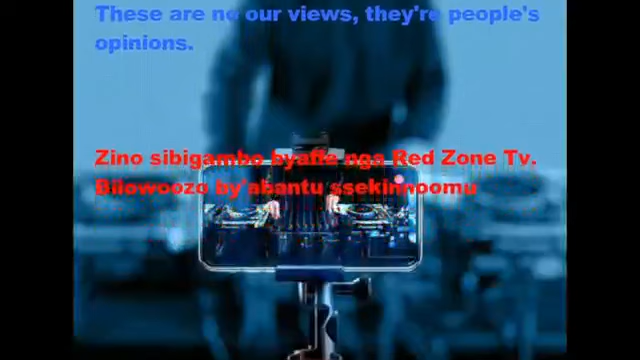 These are no our views, they're people's
opinions.
Zino sibigambo byaffa nga Red Zone Tv.
Bilowoozo by'abantu ssekinnoomu